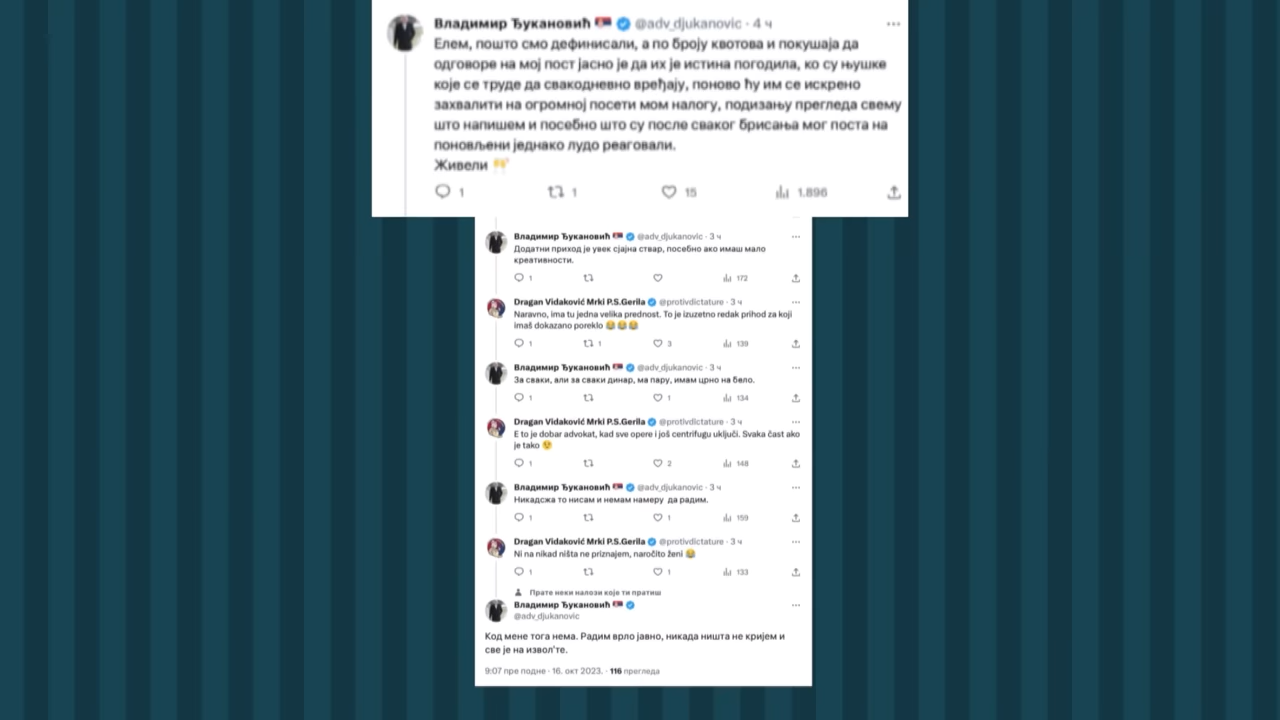 Владимир Ђукановић @adv_djukanovic · 4 ч
Елем, пошто смо дефинисали, а по броју квотова и покушаја да
одговоре на мој пост јасно је да их је истина погодила, ко су њушке
које се труде да свакодневно вређају, поново ћу им се искрено
захвалити на огромној посети мом налогу, подизању прегледа свему
што напишем и посебно што су после сваког брисања мог поста на
поновљени једнако лудо реаговали.
Живели 🥂
1 1 15 1.896
Владимир Ђукановић @adv_djukanovic · 3 ч
Додатни приход је увек сјајна ствар, посебно ако имаш мало
креативности.
1 172
Dragan Vidaković Mrki P.S.Gerila @protivdictature · 3 ч
Naravno, ima tu jedna velika prednost. To je izuzetno redak prihod za koji
imaš dokazano poreklo 😂😂😂
1 1 3 139
Владимир Ђукановић @adv_djukanovic · 3 ч
За сваки, али за сваки динар, ма пару, имам црно на бело.
1 1 134
Dragan Vidaković Mrki P.S.Gerila @protivdictature · 3 ч
E to je dobar advokat, kad sve opere i još centrifugu uključi. Svaka čast ako
je tako 😉
1 2 148
Владимир Ђукановић @adv_djukanovic · 3 ч
Никадсжа то нисам и немам намеру да радим.
1 1 159
Dragan Vidaković Mrki P.S.Gerila @protivdictature · 3 ч
Ni na nikad ništa ne priznajem, naročito ženi 😂
1 1 133
Прате неки налози које ти пратиш
Владимир Ђукановић
@adv_djukanovic
Код мене тога нема. Радим врло јавно, никада ништа не кријем и
све је на извол'те.
9:07 пре подне · 16. окт 2023. · 116 прегледа